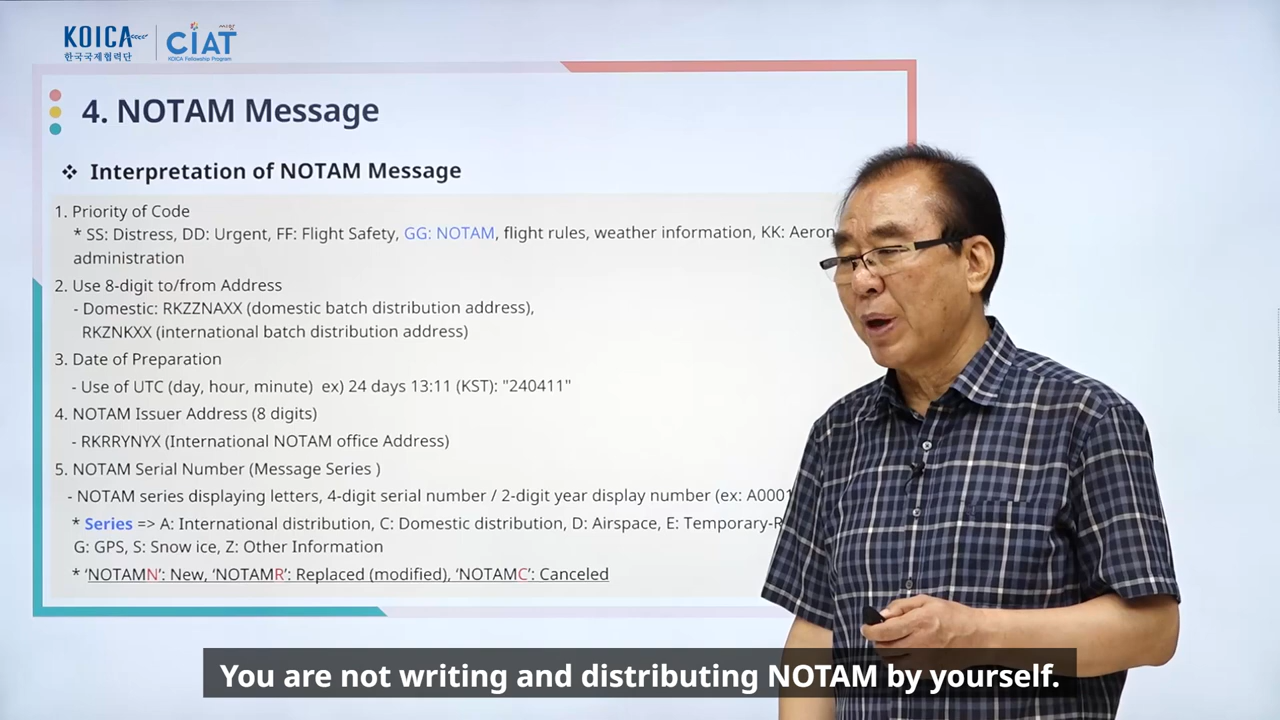 KOICA
한국국제협력단
CIAT
KOICA Fellowship Program
4. NOTAM Message
❖ Interpretation of NOTAM Message
1. Priority of Code
* SS: Distress, DD: Urgent, FF: Flight Safety, GG: NOTAM, flight rules, weather information, KK: Aeron
administration
2. Use 8-digit to/from Address
- Domestic: RKZZNAXX (domestic batch distribution address),
RKZNKXX (international batch distribution address)
3. Date of Preparation
- Use of UTC (day, hour, minute) ex) 24 days 13:11 (KST): "240411"
4. NOTAM Issuer Address (8 digits)
- RKRRYNYX (International NOTAM office Address)
5. NOTAM Serial Number (Message Series )
- NOTAM series displaying letters, 4-digit serial number / 2-digit year display number (ex: A0001
* Series => A: International distribution, C: Domestic distribution, D: Airspace, E: Temporary-R
G: GPS, S: Snow ice, Z: Other Information
* ‘NOTAMN’: New, ‘NOTAMR’: Replaced (modified), ‘NOTAMC’: Canceled
You are not writing and distributing NOTAM by yourself.